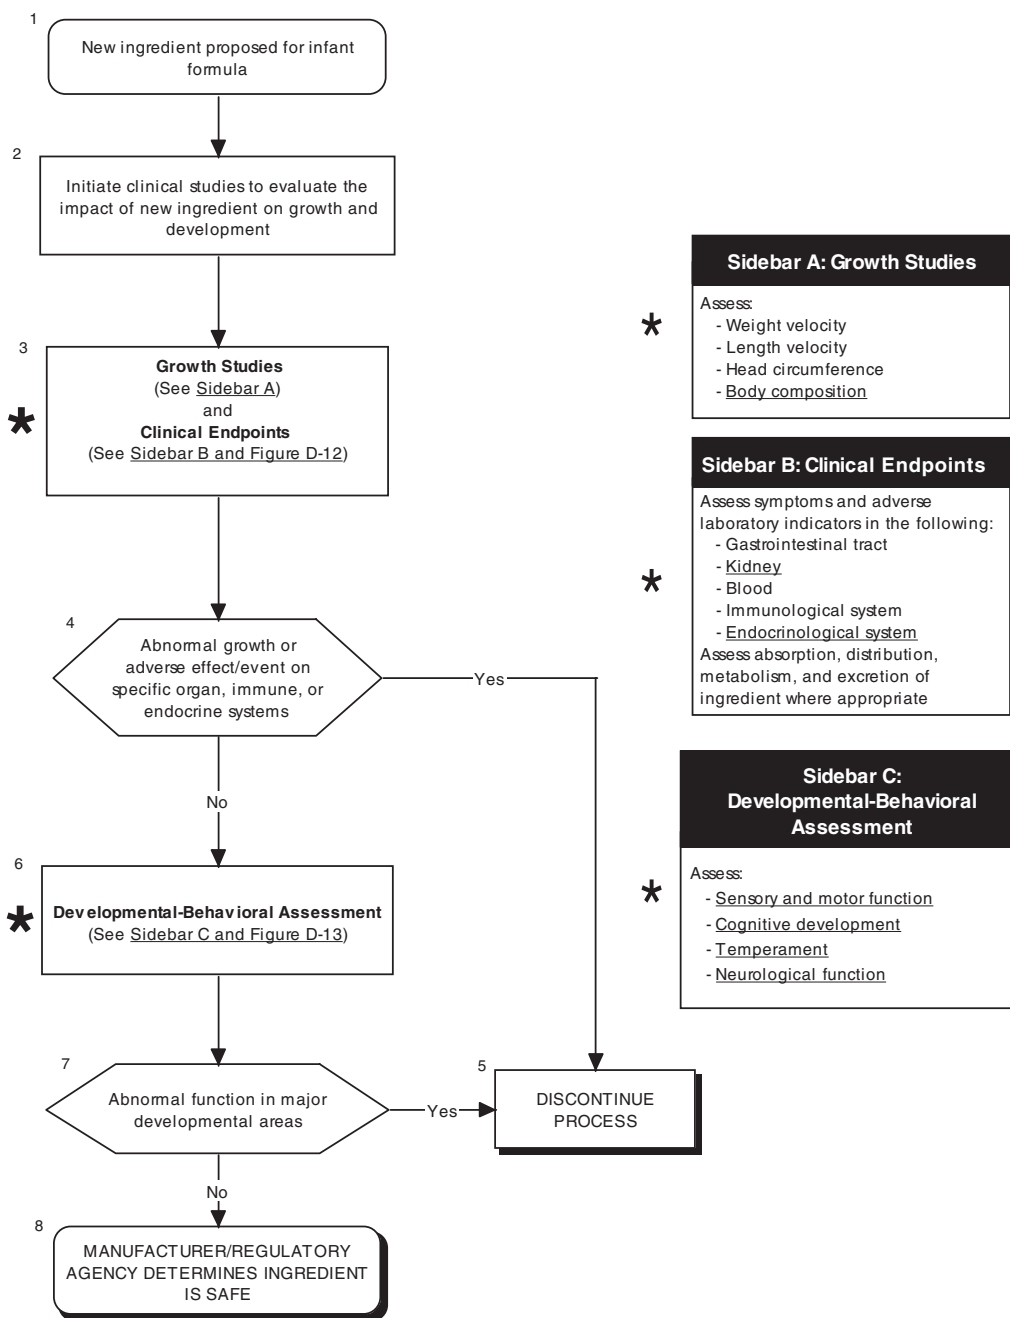 1
New ingredient proposed for infant
formula
2
Initiate clinical studies to evaluate the
impact of new ingredient on growth and
development
3
Growth Studies
(See Sidebar A)
and
Clinical Endpoints
(See Sidebar B and Figure D-12)
*
4
Abnormal growth or
adverse effect/event on
specific organ, immune, or
endocrine systems
Yes
No
6
Developmental-Behavioral Assessment
(See Sidebar C and Figure D-13)
*
7
Abnormal function in major
developmental areas
Yes
5
DISCONTINUE
PROCESS
No
8
MANUFACTURER/REGULATORY
AGENCY DETERMINES INGREDIENT
IS SAFE
Sidebar A: Growth Studies
*
Assess:
- Weight velocity
- Length velocity
- Head circumference
- Body composition
Sidebar B: Clinical Endpoints
*
Assess symptoms and adverse
laboratory indicators in the following:
- Gastrointestinal tract
- Kidney
- Blood
- Immunological system
- Endocrinological system
Assess absorption, distribution,
metabolism, and excretion of
ingredient where appropriate
Sidebar C:
Developmental-Behavioral
Assessment
*
Assess:
- Sensory and motor function
- Cognitive development
- Temperament
- Neurological function